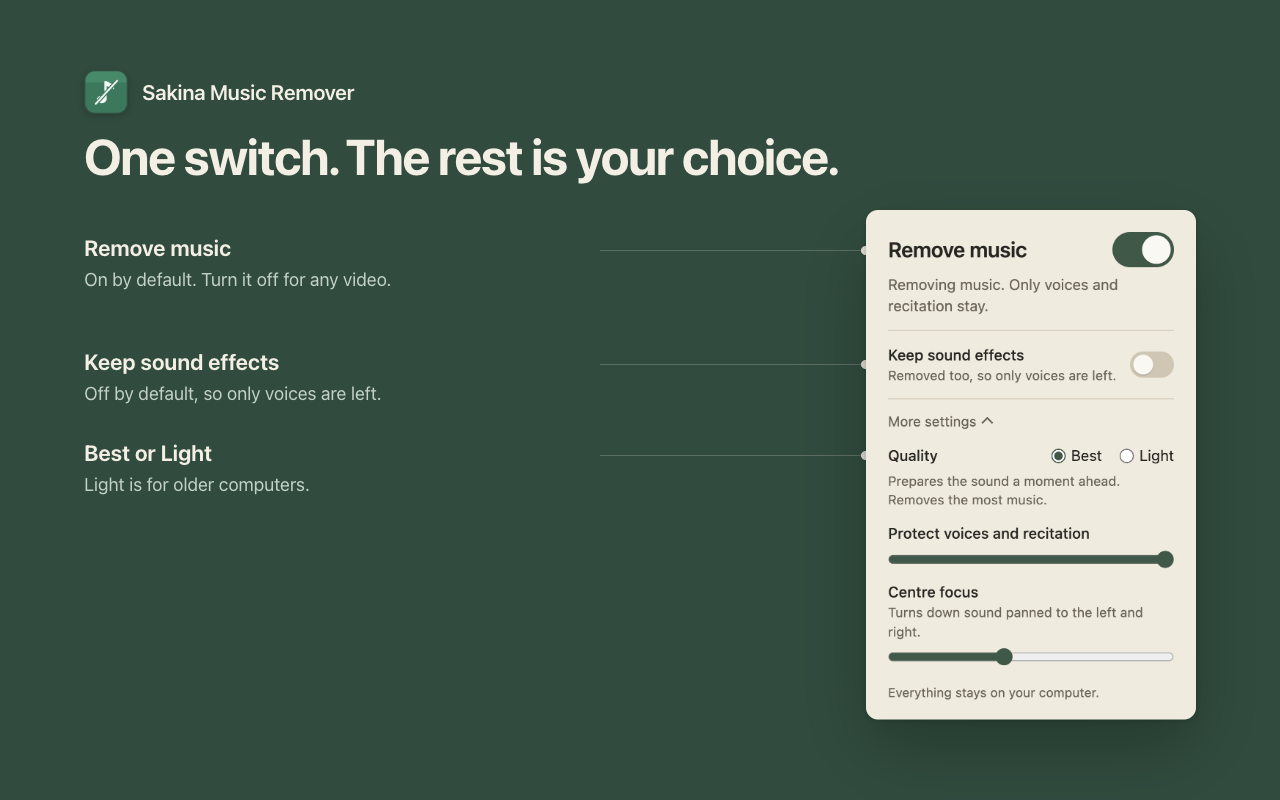 Sakina Music Remover
One switch. The rest is your choice.
Remove music
On by default. Turn it off for any video.
Keep sound effects
Off by default, so only voices are left.
Best or Light
Light is for older computers.
Remove music
Removing music. Only voices and
recitation stay.
Keep sound effects
Removed too, so only voices are left.
More settings
Quality
Best
Light
Prepares the sound a moment ahead.
Removes the most music.
Protect voices and recitation
Centre focus
Turns down sound panned to the left and
right.
Everything stays on your computer.